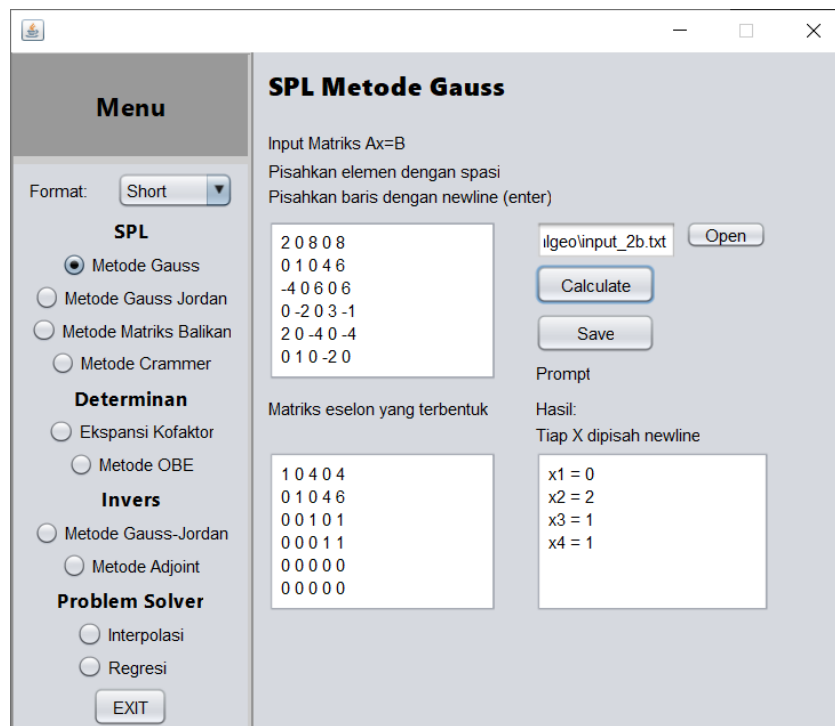 Menu
Format: Short
SPL
Metode Gauss
Metode Gauss Jordan
Metode Matriks Balikan
Metode Crammer
Determinan
Ekspansi Kofaktor
Metode OBE
Invers
Metode Gauss-Jordan
Metode Adjoint
Problem Solver
Interpolasi
Regresi
EXIT
SPL Metode Gauss
Input Matriks Ax=B
Pisahkan elemen dengan spasi
Pisahkan baris dengan newline (enter)
2 0 8 0 8
0 1 0 4 6
-4 0 6 0 6
0 -2 0 3 -1
2 0 -4 0 -4
0 1 0 -2 0
ılgeo\input_2b.txt Open
Calculate
Save
Prompt
Matriks eselon yang terbentuk
1 0 4 0 4
0 1 0 4 6
0 0 1 0 1
0 0 0 1 1
0 0 0 0 0
0 0 0 0 0
Hasil:
Tiap X dipisah newline
x1 = 0
x2 = 2
x3 = 1
x4 = 1